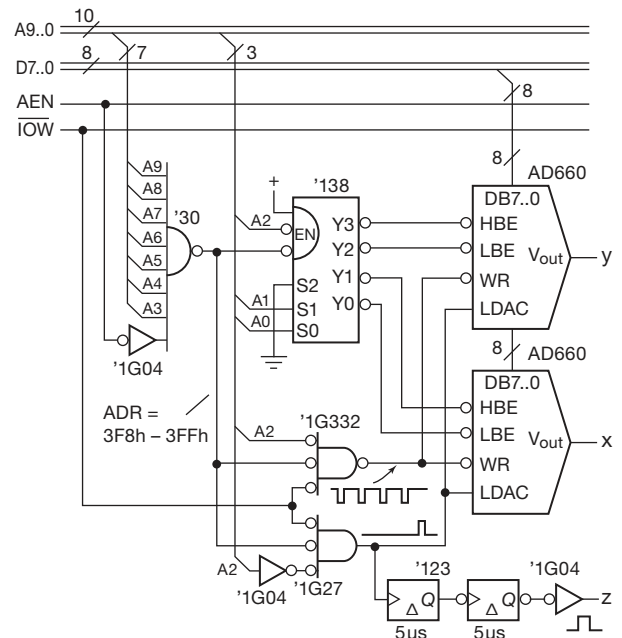 A9..0 10
7 3
D7..0 8
8
AEN
IOW
8 AD660
A9
A8 '30 '138 DB7..0
A7 + Y3 HBE
A6 A2 EN Y2 LBE Vout y
A5 Y1 WR
A4 S2 Y0 LDAC
A3 A1 S1
A0 S0 8 AD660
'1G04 DB7..0
HBE
ADR = '1G332 LBE Vout x
3F8h – 3FFh A2 WR
LDAC
A2 '1G04 '1G27 '123 '1G04
Δ Q Δ Q z
5µs 5µs